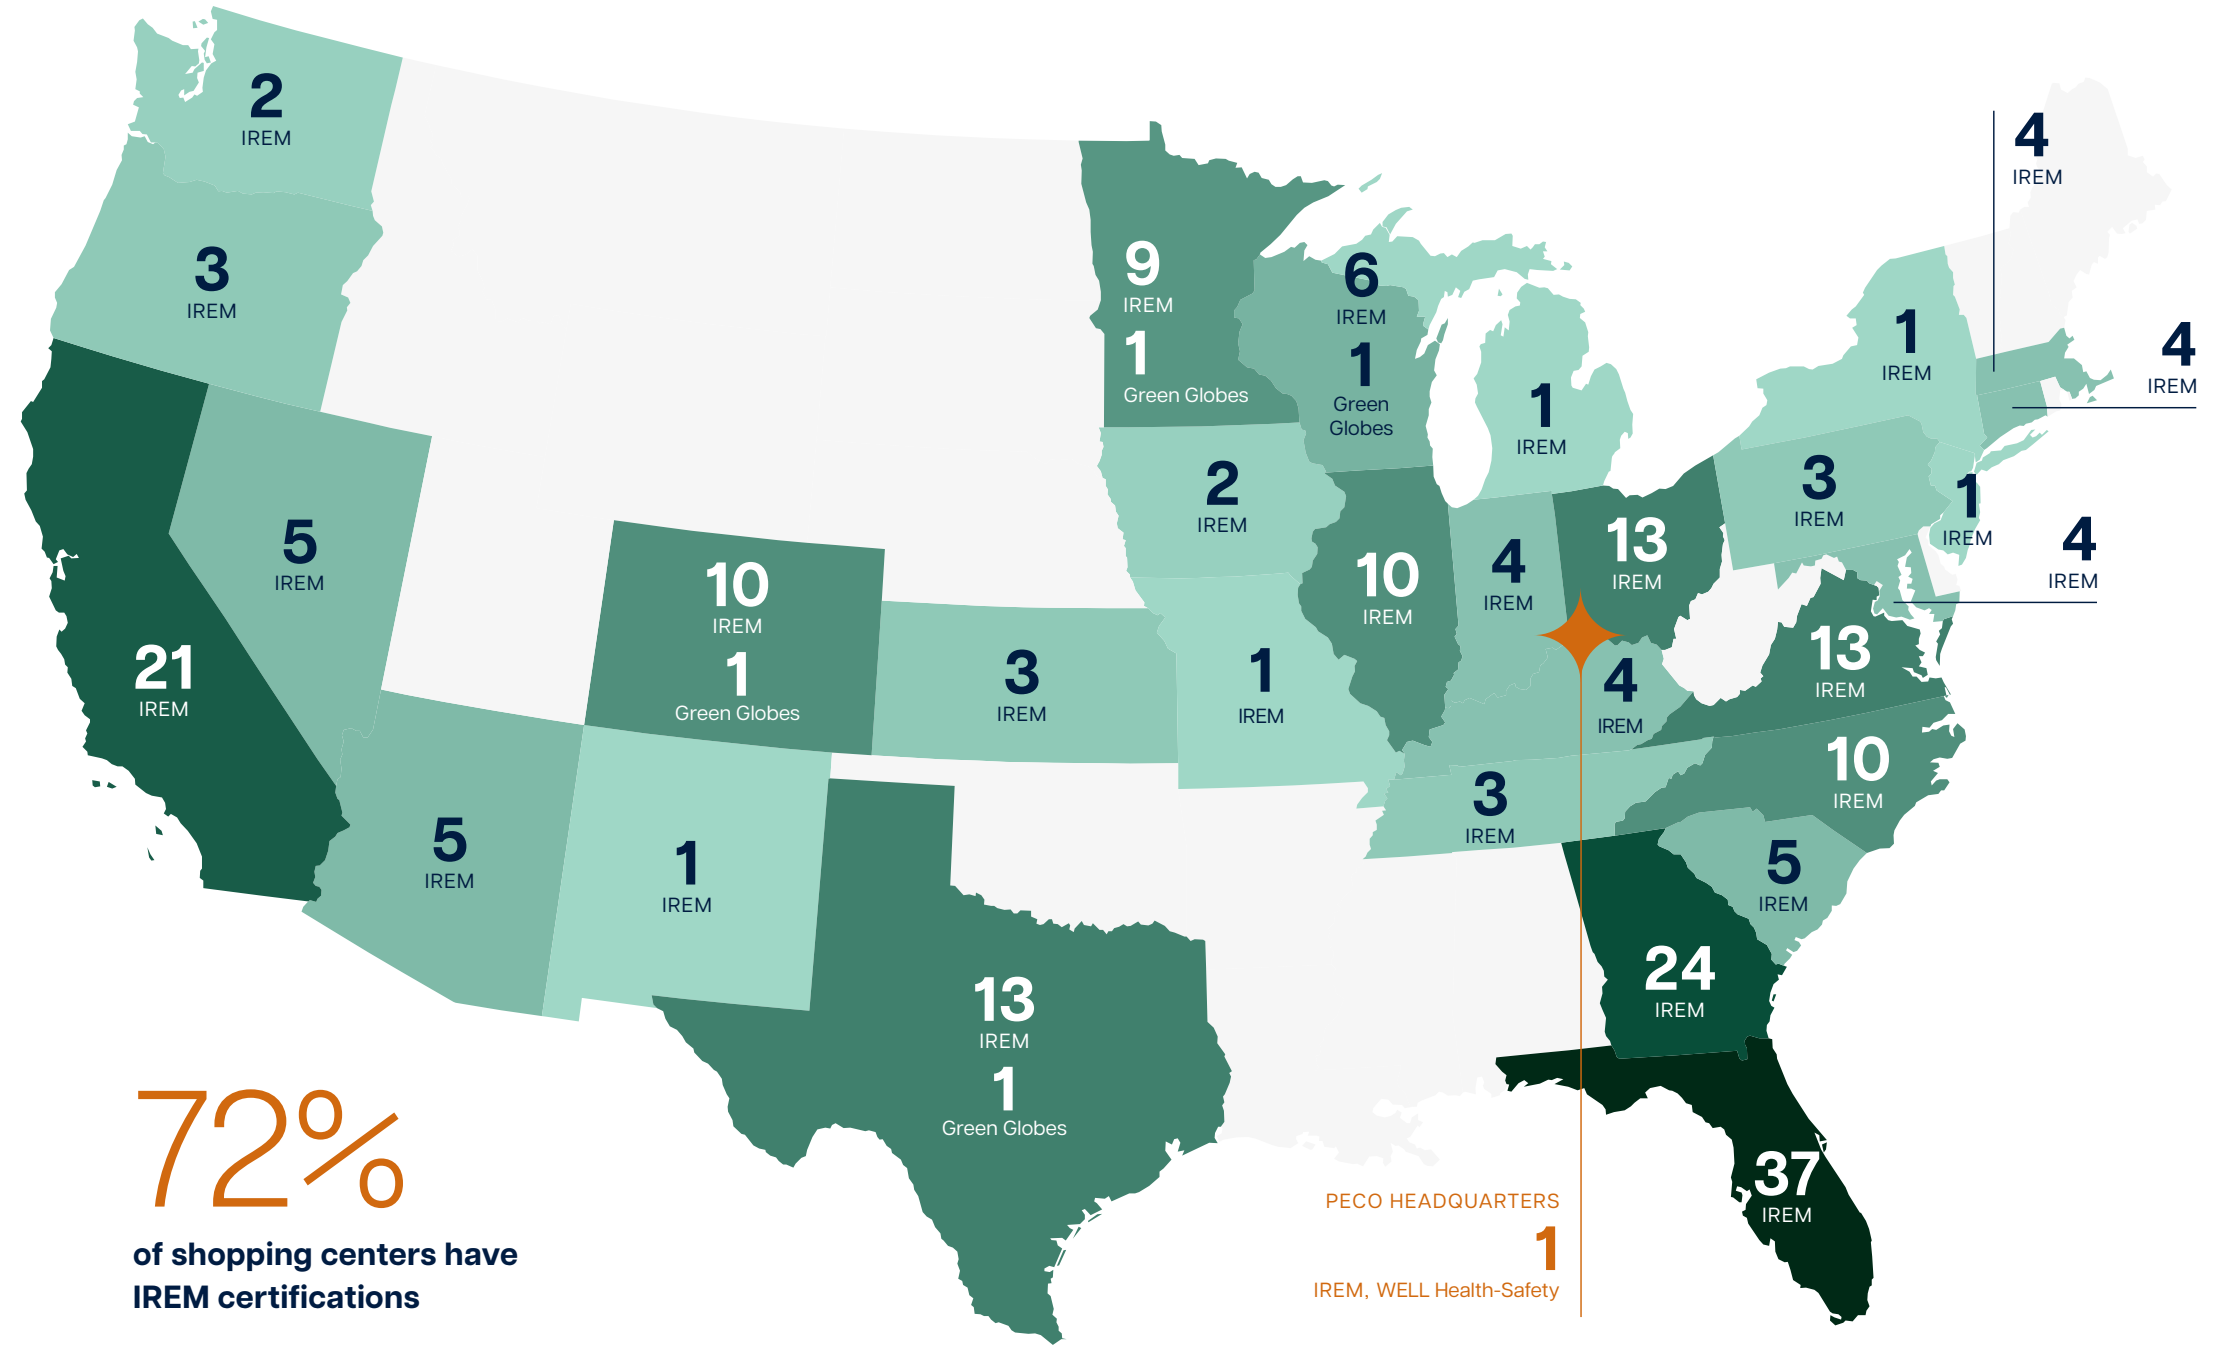 2
IREM
3
IREM
21
IREM
5
IREM
5
IREM
10
IREM
1
Green Globes
1
IREM
3
IREM
13
IREM
1
Green Globes
9
IREM
1
Green Globes
2
IREM
1
IREM
6
IREM
1
Green
Globes
10
IREM
1
IREM
4
IREM
13
IREM
4
IREM
3
IREM
4
IREM
1
IREM
4
IREM
3
IREM
1
IREM
4
IREM
13
IREM
10
IREM
5
IREM
24
IREM
37
IREM
72%
of shopping centers have
IREM certifications
PECO HEADQUARTERS
1
IREM, WELL Health-Safety